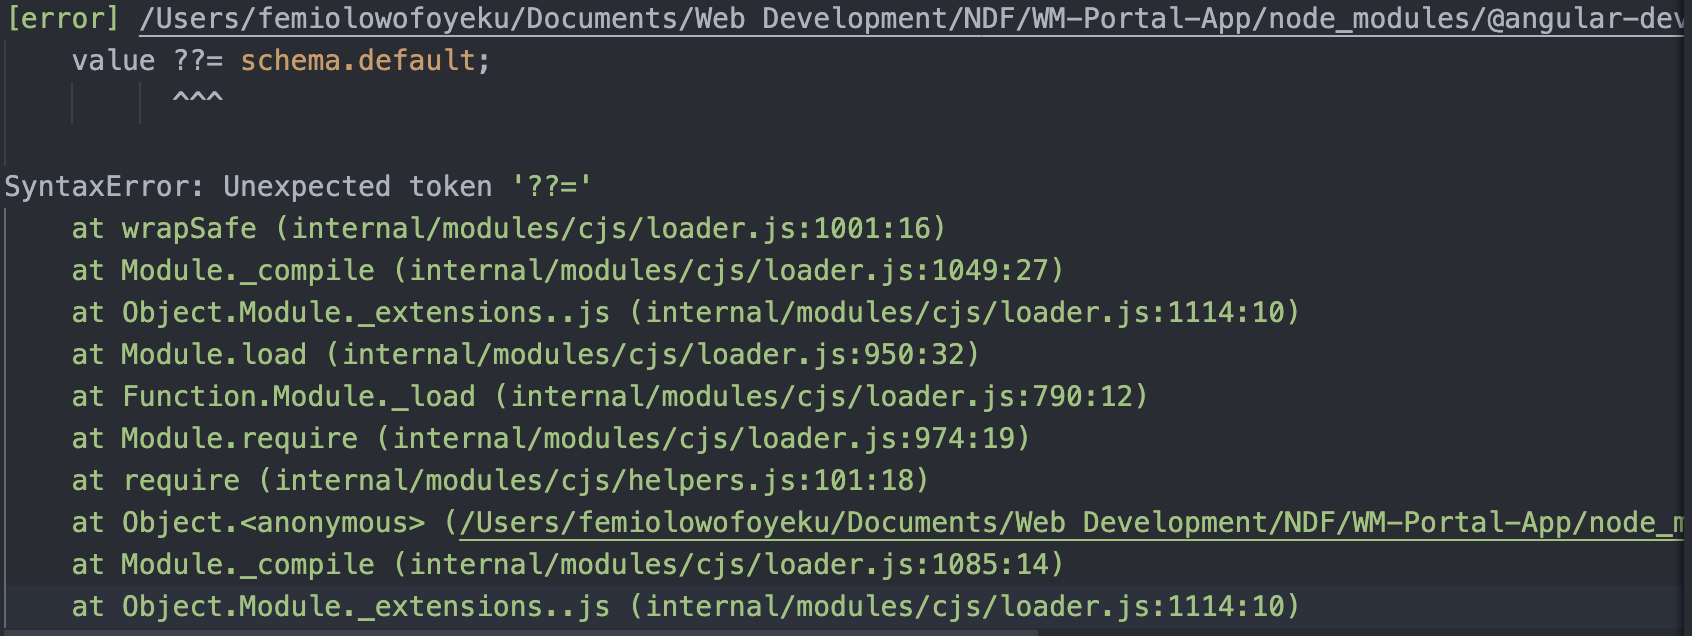 [error] /Users/femiolowofoyeku/Documents/Web Development/NDF/WM-Portal-App/node_modules/@angular-dev
value ??= schema.default;
^^^
SyntaxError: Unexpected token '??='
at wrapSafe (internal/modules/cjs/loader.js:1001:16)
at Module._compile (internal/modules/cjs/loader.js:1049:27)
at Object.Module._extensions..js (internal/modules/cjs/loader.js:1114:10)
at Module.load (internal/modules/cjs/loader.js:950:32)
at Function.Module._load (internal/modules/cjs/loader.js:790:12)
at Module.require (internal/modules/cjs/loader.js:974:19)
at require (internal/modules/cjs/helpers.js:101:18)
at Object.<anonymous> (/Users/femiolowofoyeku/Documents/Web Development/NDF/WM-Portal-App/node_m
at Module._compile (internal/modules/cjs/loader.js:1085:14)
at Object.Module._extensions..js (internal/modules/cjs/loader.js:1114:10)